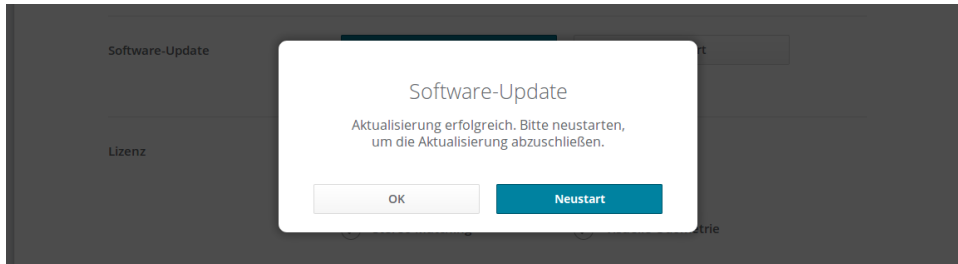 Software-Update
Software-Update
Aktualisierung erfolgreich. Bitte neustarten,
um die Aktualisierung abzuschließen.
Lizenz
OK Neustart